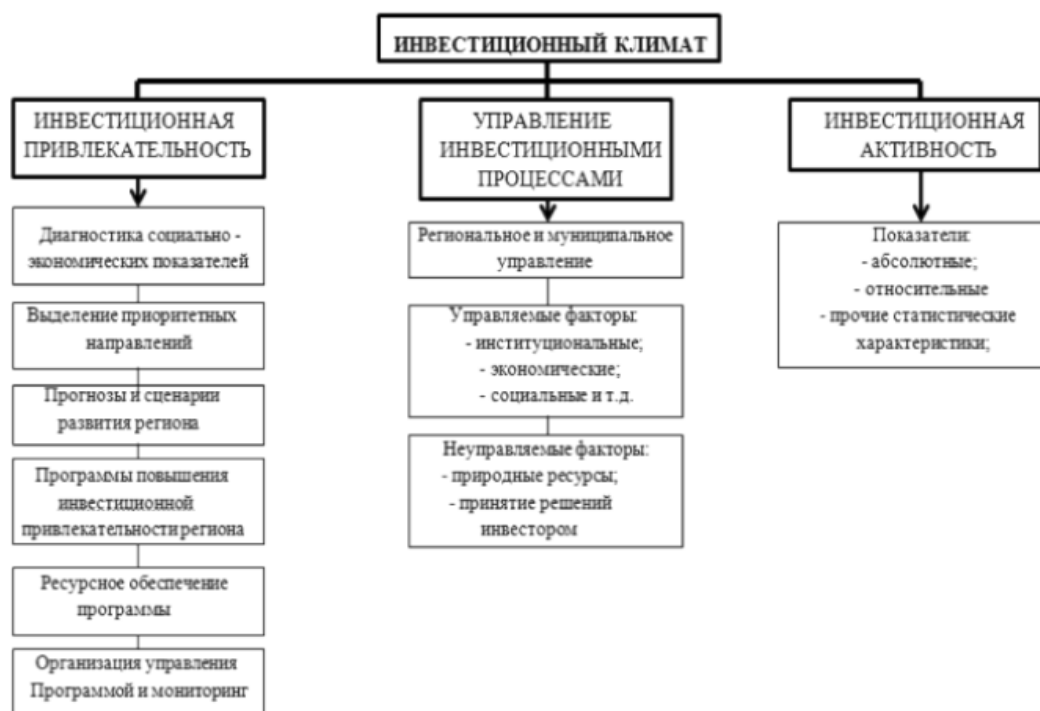 ИНВЕСТИЦИОННЫЙ КЛИМАТ
ИНВЕСТИЦИОННАЯ
ПРИВЛЕКАТЕЛЬНОСТЬ
Диагностика социально -
экономических показателей
Выделение приоритетных
направлений
Прогнозы и сценарии
развития региона
Программы повышения
инвестиционной
привлекательности региона
Ресурсное обеспечение
программы
Организация управления
Программой и мониторинг
УПРАВЛЕНИЕ
ИНВЕСТИЦИОННЫМИ
ПРОЦЕССАМИ
Региональное и муниципальное
управление
Управляемые факторы:
- институциональные;
- экономические;
- социальные и т.д.
Неуправляемые факторы:
- природные ресурсы;
- принятие решений
инвестором
ИНВЕСТИЦИОННАЯ
АКТИВНОСТЬ
Показатели:
- абсолютные;
- относительные
- прочие статистические
характеристики;